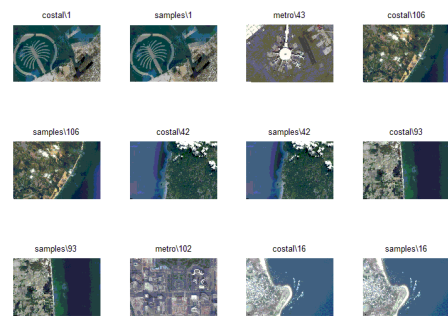 costal\1
samples\1
metro\43
costal\106
samples\106
costal\42
samples\42
costal\93
samples\93
metro\102
costal\16
samples\16